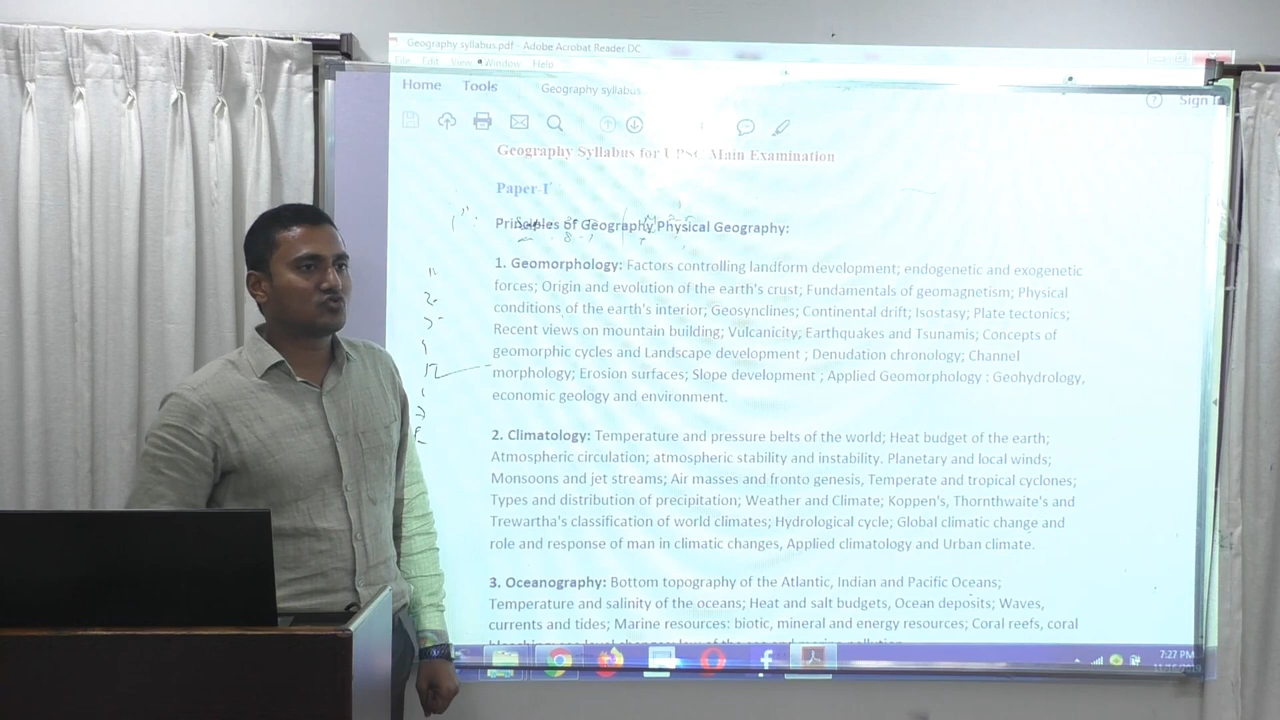 Geography syllabus.pdf - Adobe Acrobat Reader DC
File Edit View Window Help
Home Tools Geography syllabus
Sign In
Geography Syllabus for UPSC Main Examination
Paper-I
Principles of Geography Physical Geography:
1. Geomorphology: Factors controlling landform development; endogenetic and exogenetic
forces; Origin and evolution of the earth's crust; Fundamentals of geomagnetism; Physical
conditions of the earth's interior; Geosynclines; Continental drift; Isostasy; Plate tectonics;
Recent views on mountain building; Vulcanicity; Earthquakes and Tsunamis; Concepts of
geomorphic cycles and Landscape development ; Denudation chronology; Channel
morphology; Erosion surfaces; Slope development ; Applied Geomorphology : Geohydrology,
economic geology and environment.
2. Climatology: Temperature and pressure belts of the world; Heat budget of the earth;
Atmospheric circulation; atmospheric stability and instability. Planetary and local winds;
Monsoons and jet streams; Air masses and fronto genesis, Temperate and tropical cyclones;
Types and distribution of precipitation; Weather and Climate; Koppen's, Thornthwaite's and
Trewartha's classification of world climates; Hydrological cycle; Global climatic change and
role and response of man in climatic changes, Applied climatology and Urban climate.
3. Oceanography: Bottom topography of the Atlantic, Indian and Pacific Oceans;
Temperature and salinity of the oceans; Heat and salt budgets, Ocean deposits; Waves,
currents and tides; Marine resources: biotic, mineral and energy resources; Coral reefs, coral
7:27 PM